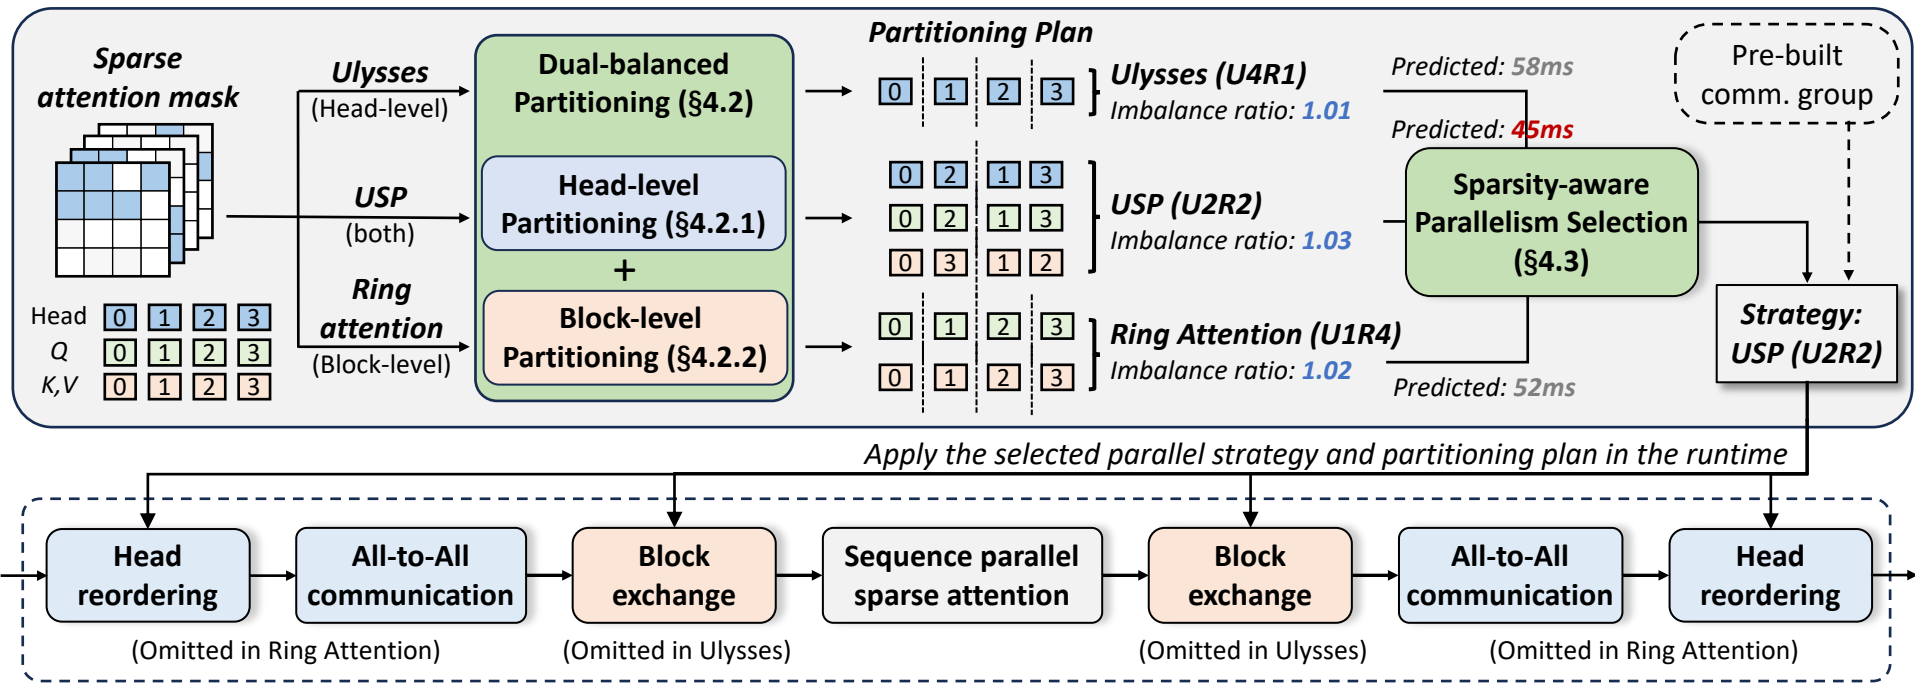 Sparse
attention mask
Head 0 1 2 3
Q 0 1 2 3
K,V 0 1 2 3
Ulysses
(Head-level)
USP
(both)
Ring
attention
(Block-level)
Dual-balanced
Partitioning (§4.2)
Head-level
Partitioning (§4.2.1)
+
Block-level
Partitioning (§4.2.2)
Partitioning Plan
0 1 2 3
0 2 1 3
0 2 1 3
0 3 1 2
0 1 2 3
0 1 2 3
Ulysses (U4R1)
Imbalance ratio: 1.01
USP (U2R2)
Imbalance ratio: 1.03
Ring Attention (U1R4)
Imbalance ratio: 1.02
Predicted: 58ms
Predicted: 45ms
Predicted: 52ms
Sparsity-aware
Parallelism Selection
(§4.3)
Pre-built
comm. group
Strategy:
USP (U2R2)
Apply the selected parallel strategy and partitioning plan in the runtime
Head
reordering
All-to-All
communication
Block
exchange
Sequence parallel
sparse attention
Block
exchange
All-to-All
communication
Head
reordering
(Omitted in Ring Attention)
(Omitted in Ulysses)
(Omitted in Ulysses)
(Omitted in Ring Attention)